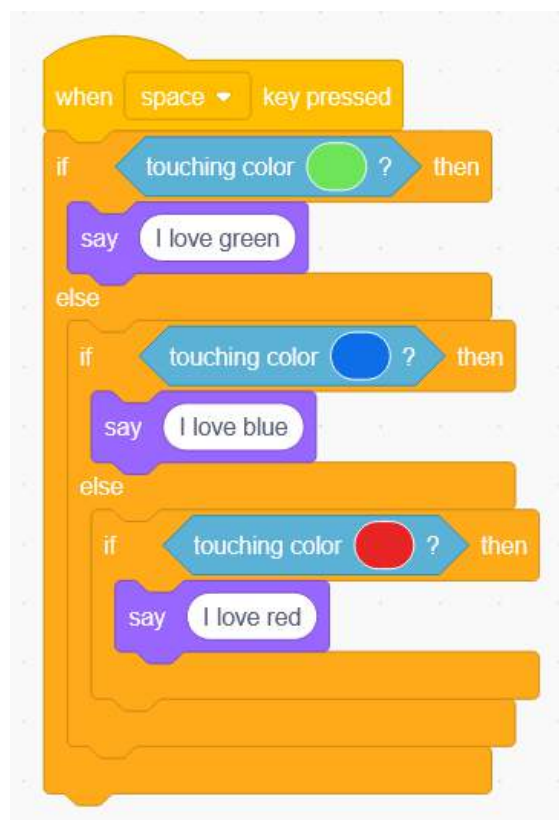 when space key pressed
if touching color ? then
say I love green
else
if touching color ? then
say I love blue
else
if touching color ? then
say I love red